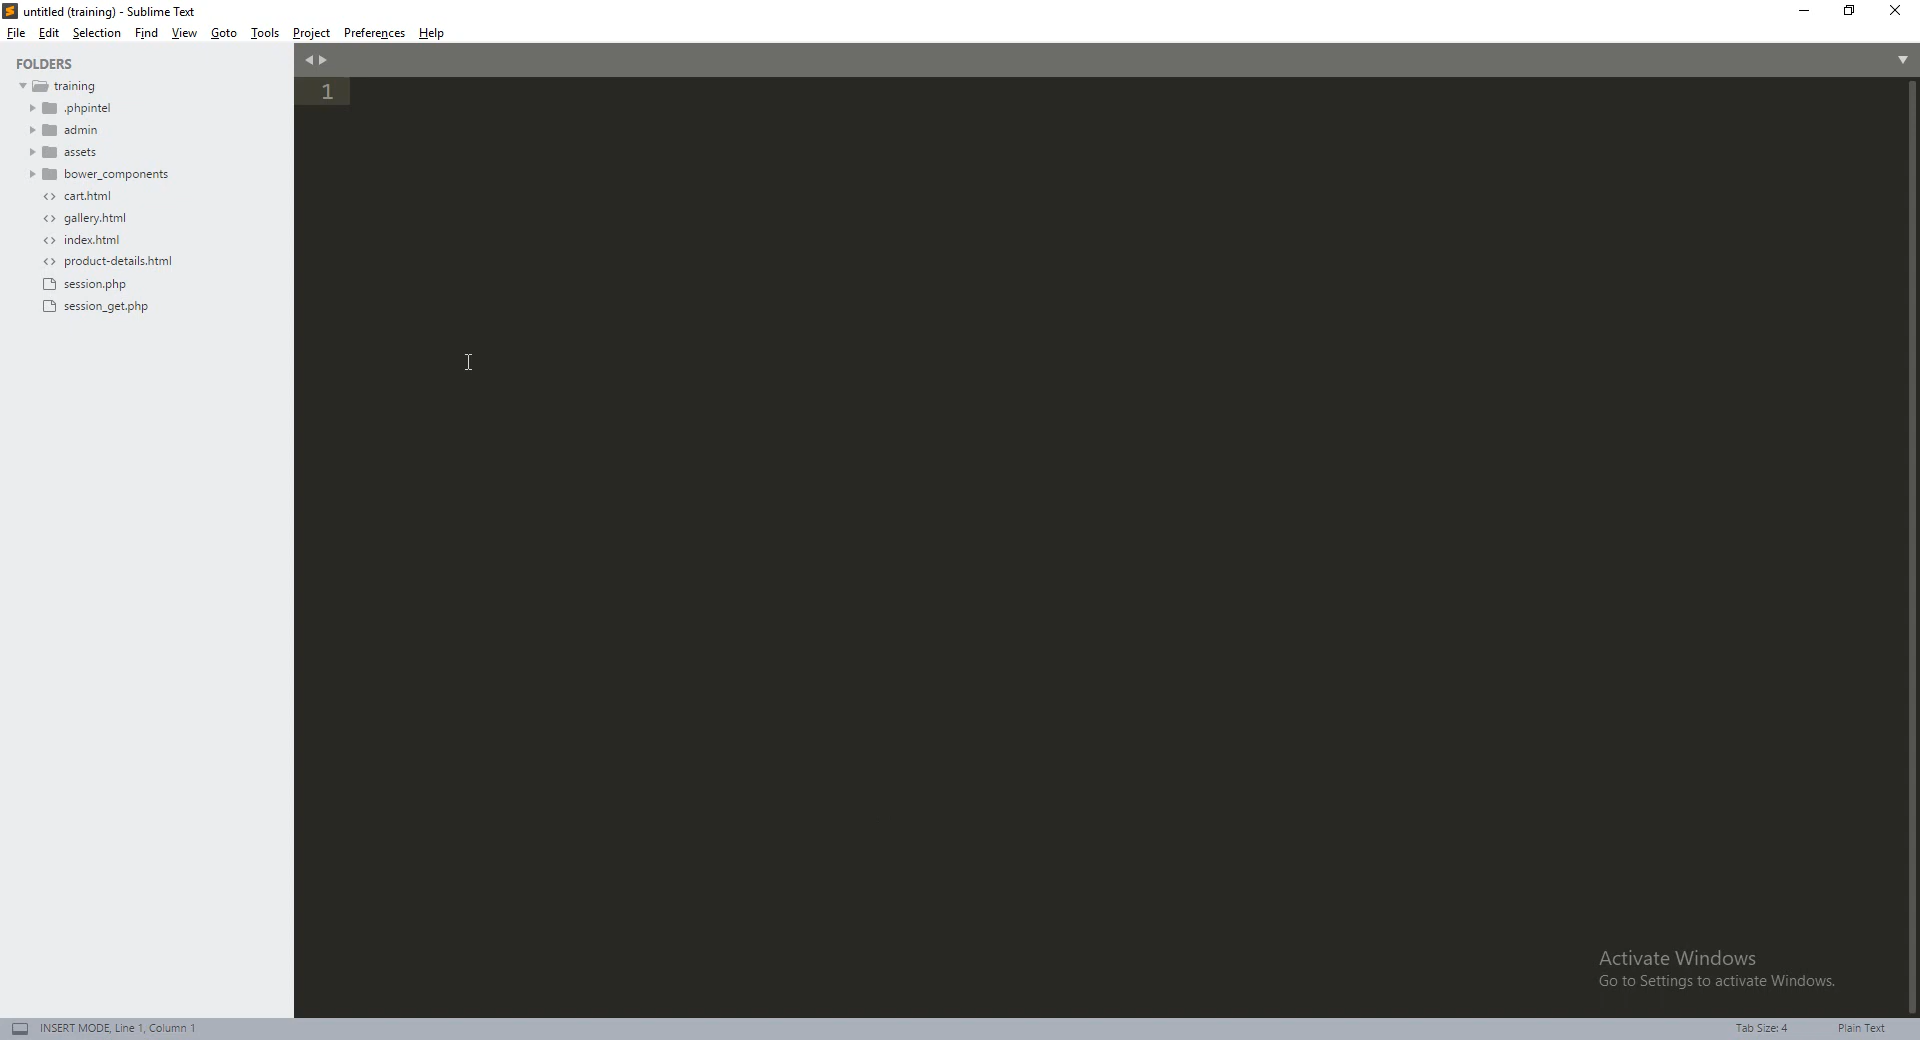 untitled (training) - Sublime Text
File Edit Selection Find View Goto Tools Project Preferences Help
FOLDERS
training
.phpintel
admin
assets
bower_components
cart.html
gallery.html
index.html
product-details.html
session.php
session_get.php
1
Activate Windows
Go to Settings to activate Windows.
INSERT MODE, Line 1, Column 1 Tab Size: 4 Plain Text